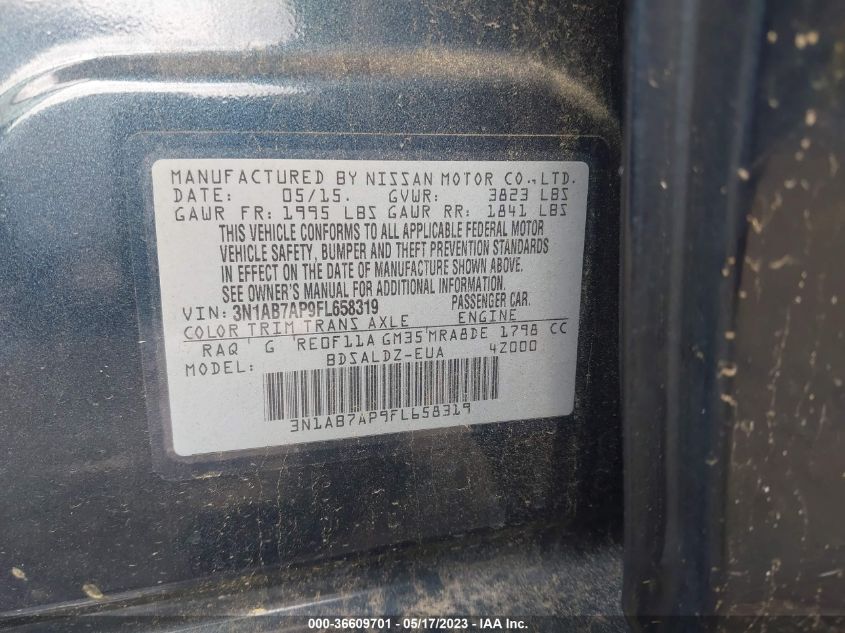 MANUFACTURED BY NISSAN MOTOR CO.,LTD.
DATE: 05/15. GVWR: 3823 LBS
GAWR FR: 1995 LBS GAWR RR: 1841 LBS
THIS VEHICLE CONFORMS TO ALL APPLICABLE FEDERAL MOTOR
VEHICLE SAFETY, BUMPER AND THEFT PREVENTION STANDARDS
IN EFFECT ON THE DATE OF MANUFACTURE SHOWN ABOVE.
SEE OWNER'S MANUAL FOR ADDITIONAL INFORMATION.
VIN: 3N1AB7AP9FL658319 PASSENGER CAR.
COLOR TRIM TRANS AXLE ENGINE
RAQ' G 'RE0F11A GM35'MRA8DE 1798 CC
MODEL: BDSALDZ-EUA 42000
3N1AB7AP9FL658319
000-36609701 - 05/17/2023 - IAA Inc.